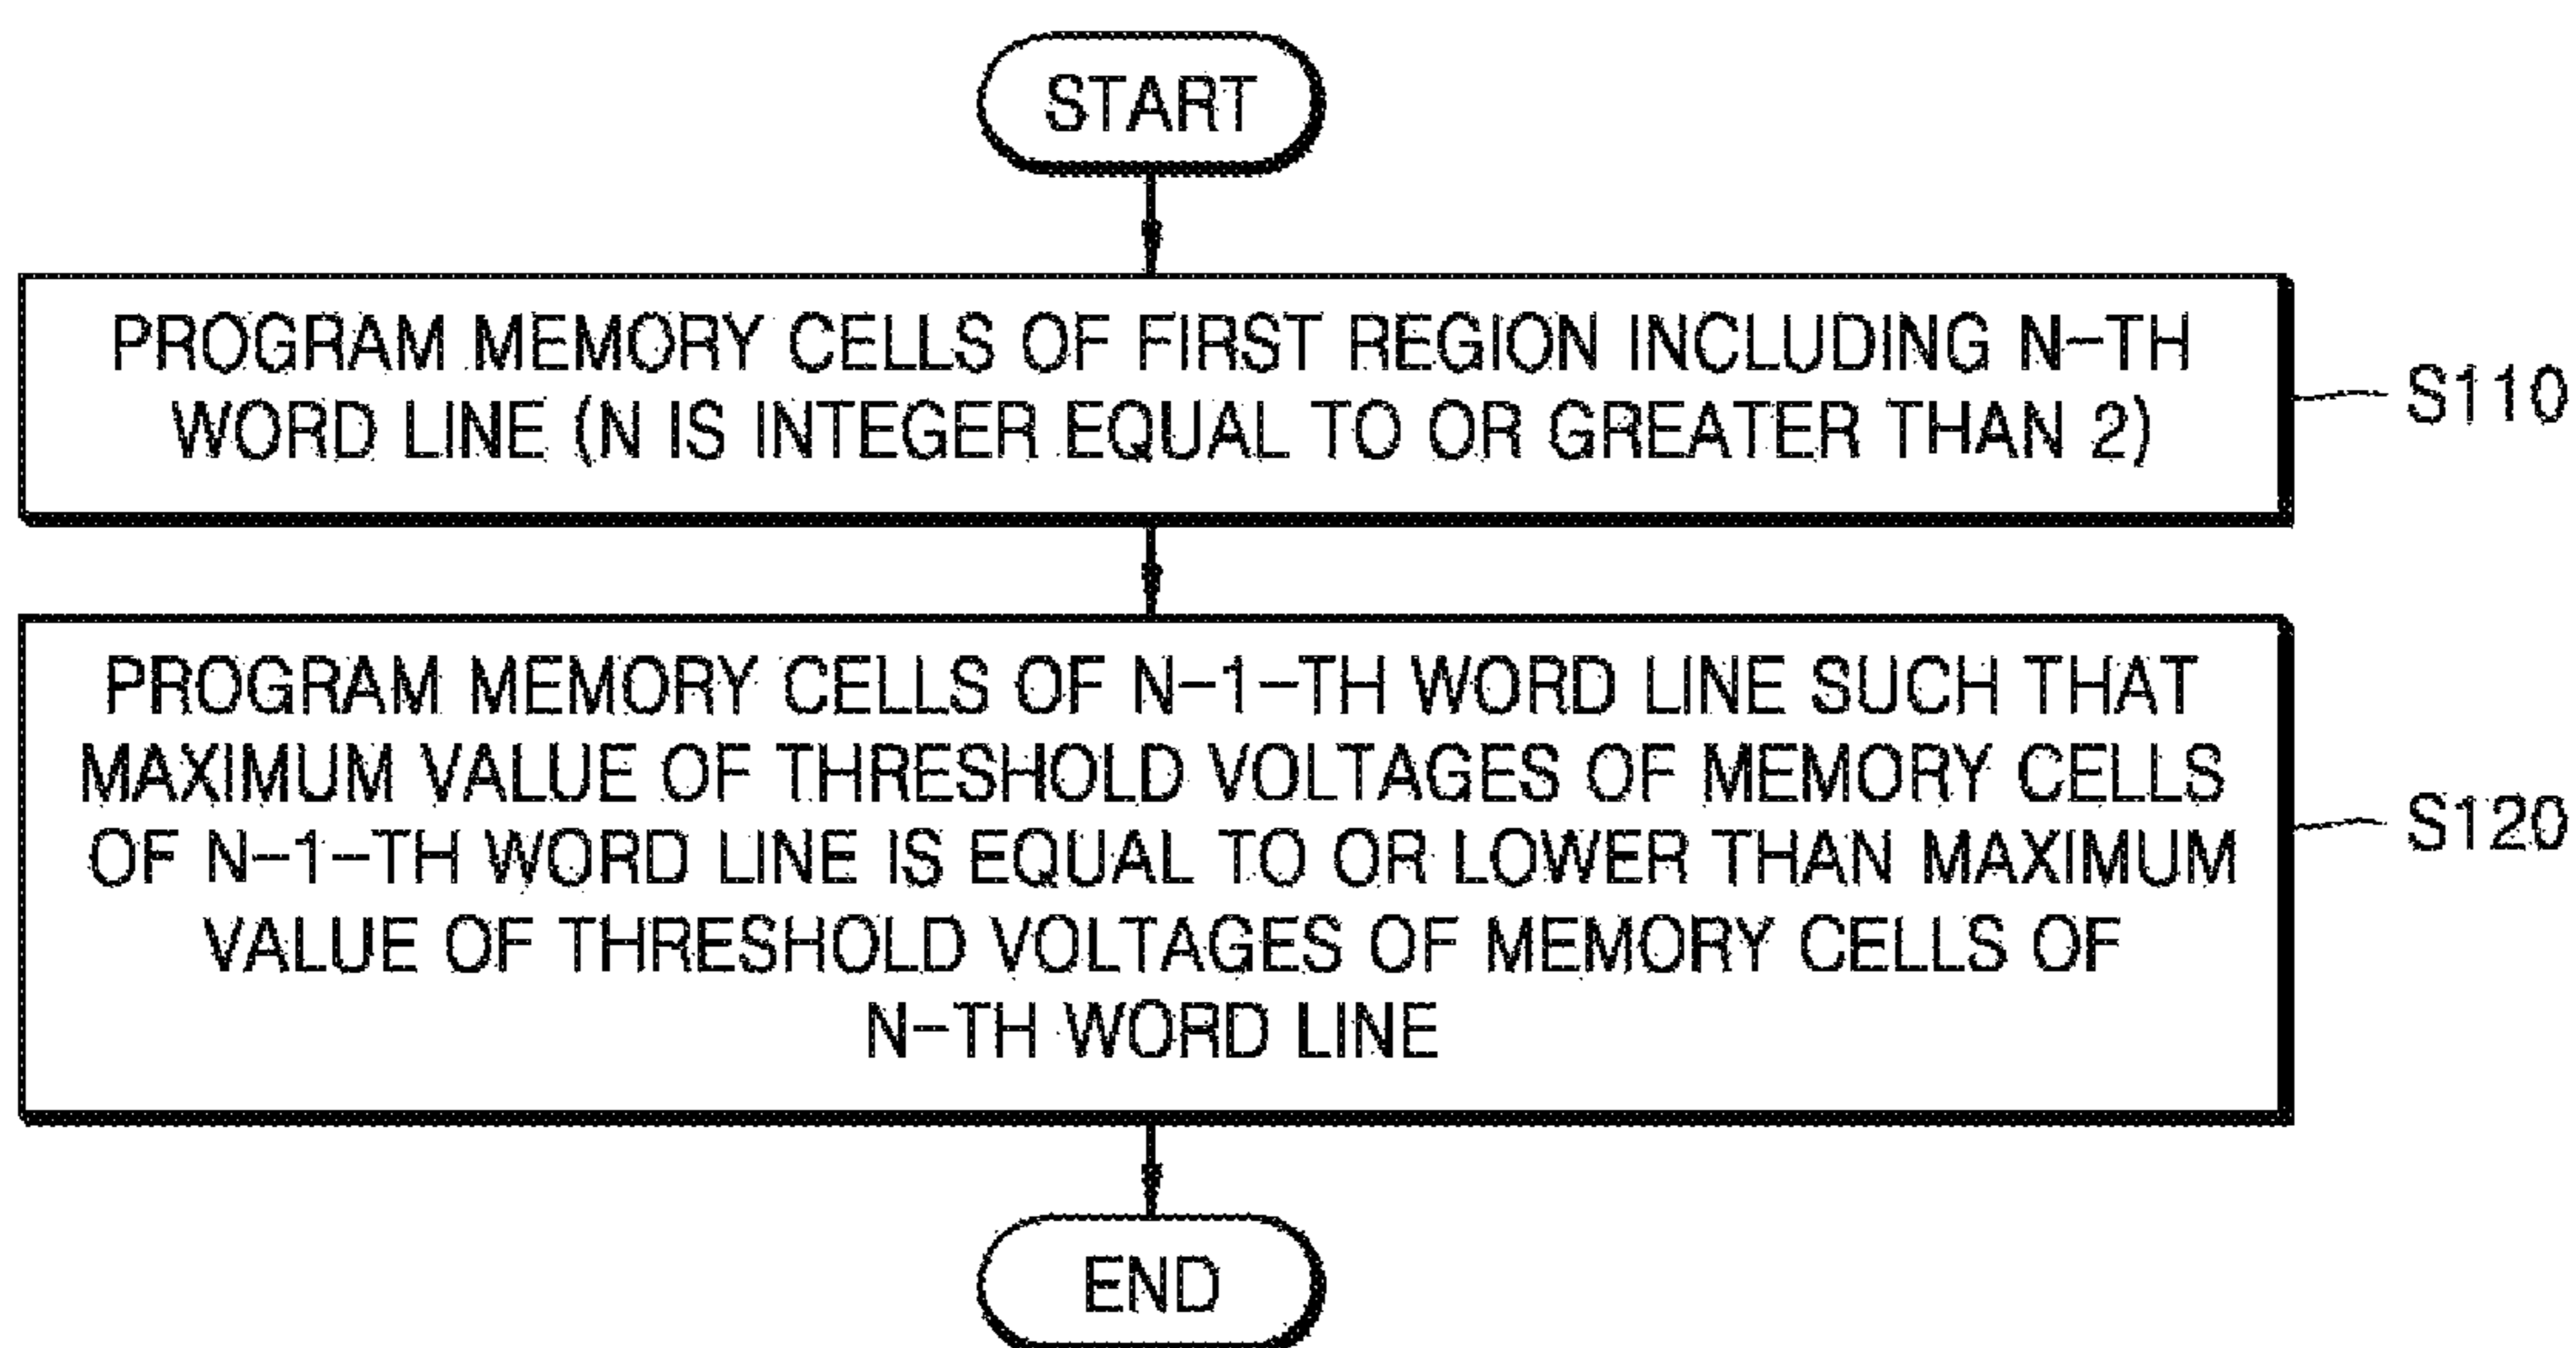 START
PROGRAM MEMORY CELLS OF FIRST REGION INCLUDING N-TH
WORD LINE (N IS INTEGER EQUAL TO OR GREATER THAN 2)
S110
PROGRAM MEMORY CELLS OF N-1-TH WORD LINE SUCH THAT
MAXIMUM VALUE OF THRESHOLD VOLTAGES OF MEMORY CELLS
OF N-1-TH WORD LINE IS EQUAL TO OR LOWER THAN MAXIMUM
VALUE OF THRESHOLD VOLTAGES OF MEMORY CELLS OF
N-TH WORD LINE
S120
END